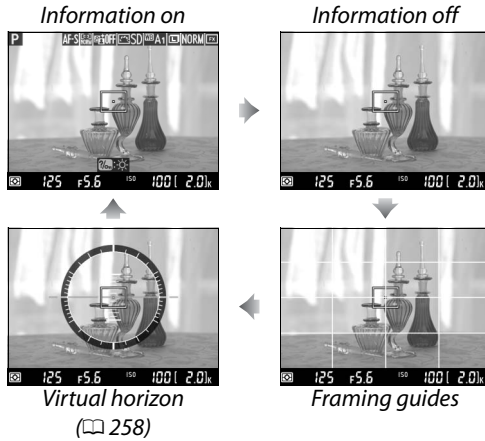 Information on
Information off
P AF-S OFF SD A1 L NORM FX
125 F5.6 ISO 100 [ 2.0]K
125 F5.6 ISO 100 [ 2.0]K
125 F5.6 ISO 100 [ 2.0]K
125 F5.6 ISO 100 [ 2.0]K
Virtual horizon
(258)
Framing guides